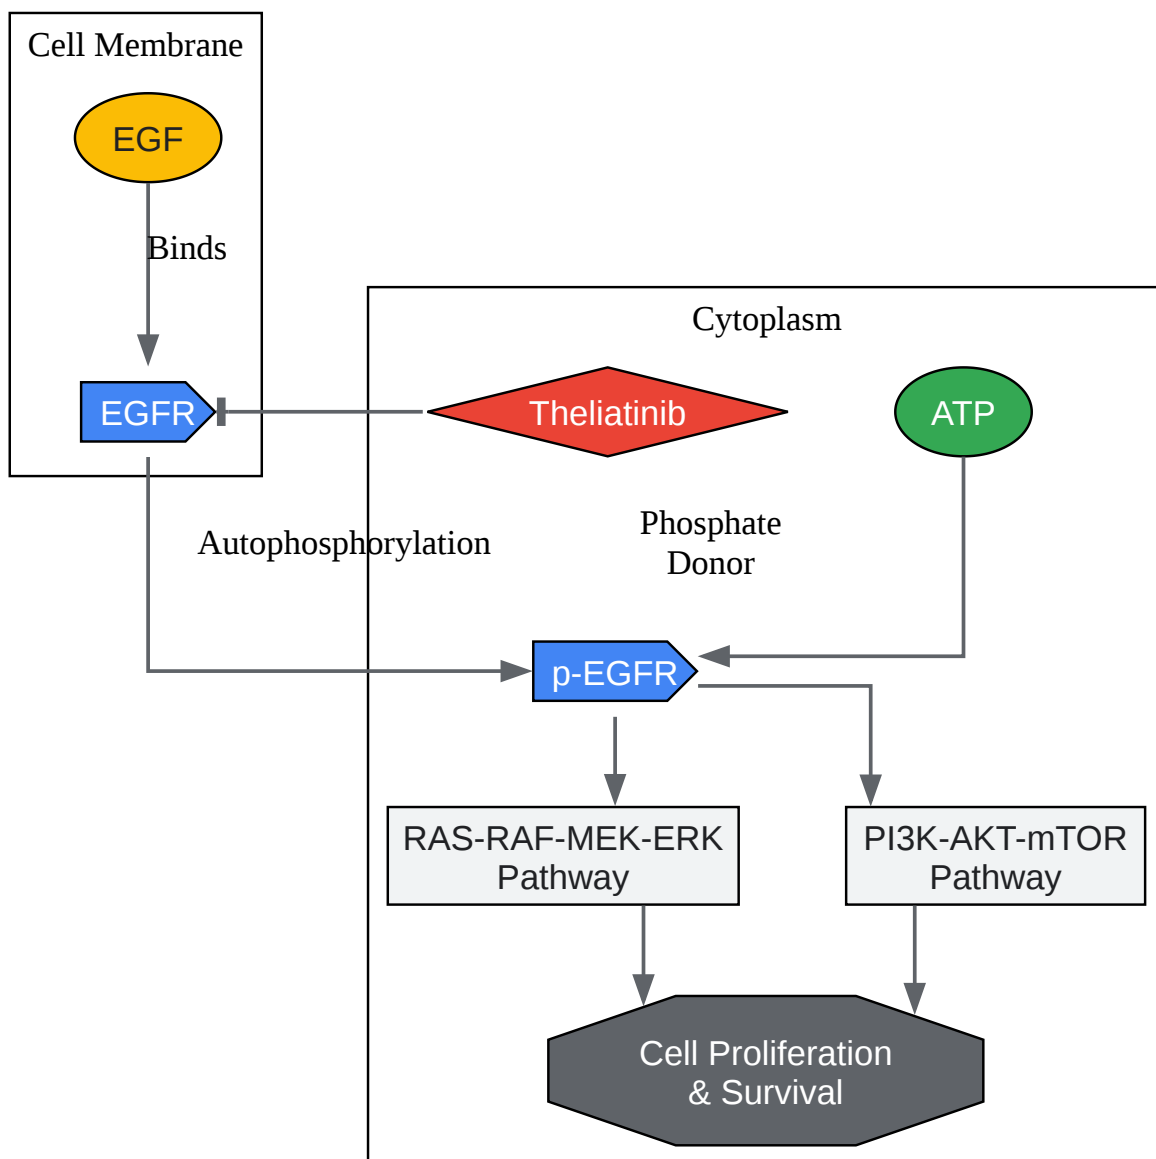 Cell Membrane
EGF
Binds
Cytoplasm
EGFR
Theliatinib
ATP
Autophosphorylation
Phosphate
Donor
p-EGFR
RAS-RAF-MEK-ERK
Pathway
PI3K-AKT-mTOR
Pathway
Cell Proliferation
& Survival